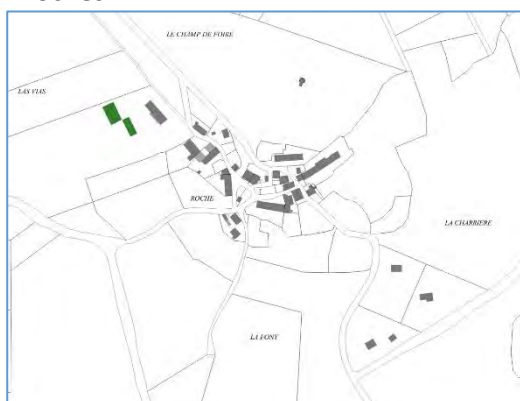 LE CHAMP DE FOIRE
LAS VIAS
ROCHE
LA CHARRIERE
LA FONT